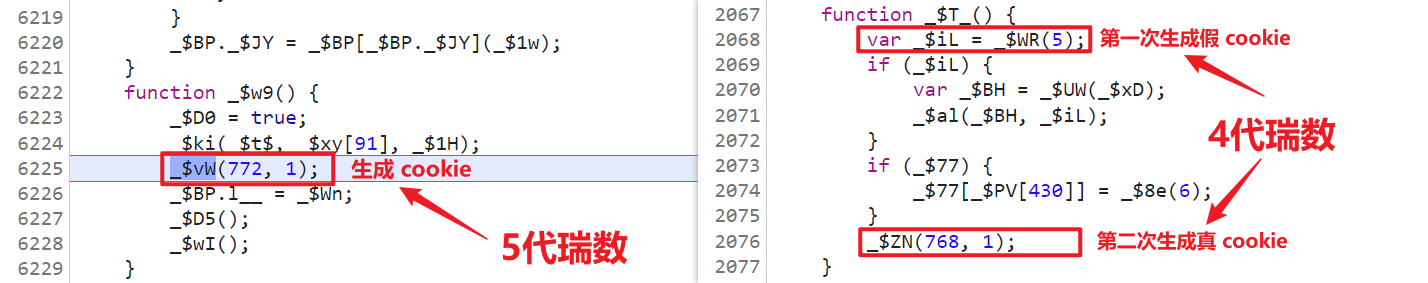 6219 }
6220 _$BP._$JY = _$BP[_$BP._$JY](_$1w);
6221 }
6222 function _$w9() {
6223 _$D0 = true;
6224 _$ki(_$t$, _$xy[91], _$1H);
6225 _$vW(772, 1); 生成 cookie
6226 _$BP.l__ = _$Wn;
6227 _$D5();
6228 _$wI();
6229 }
5代瑞数
2067 function _$T_() {
2068 var _$iL = _$WR(5); 第一次生成假 cookie
2069 if (_$iL) {
2070 var _$BH = _$UW(_$xD);
2071 _$al(_$BH, _$iL);
2072 }
2073 if (_$77) {
2074 _$77[_$PV[430]] = _$8e(6);
2075 }
2076 _$ZN(768, 1); 第二次生成真 cookie
2077 }
4代瑞数